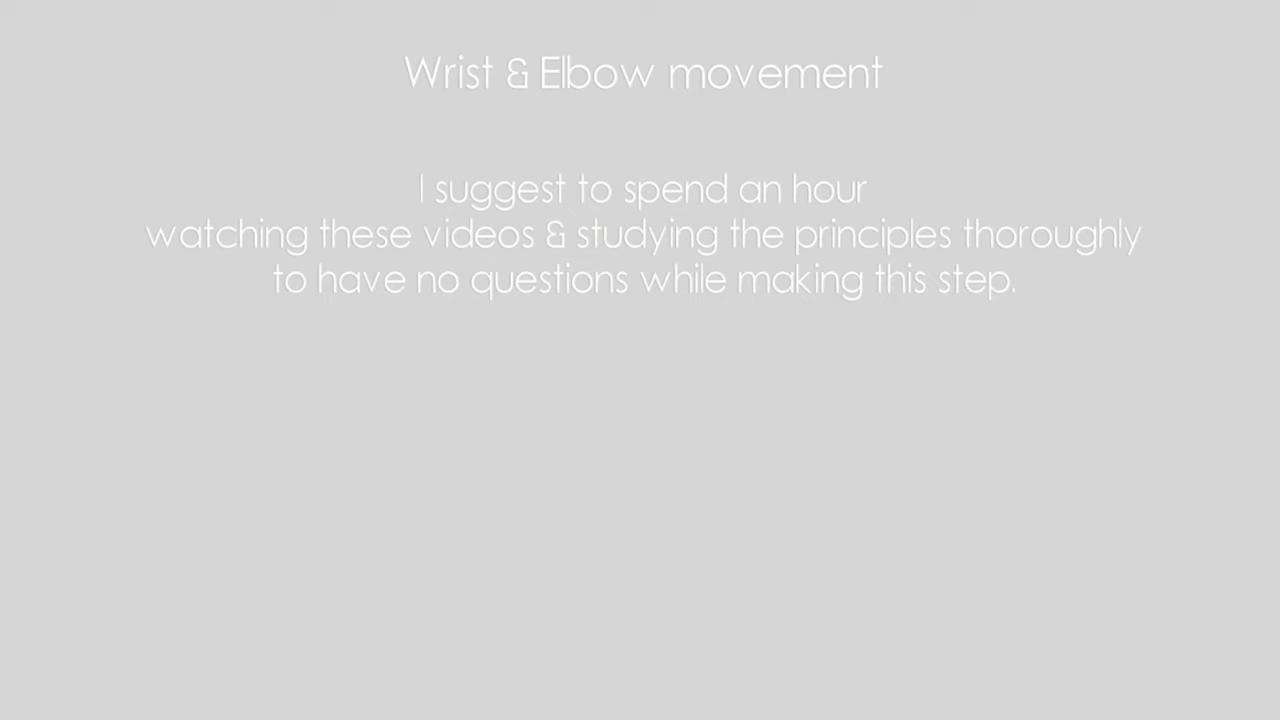 Wrist & Elbow movement
I suggest to spend an hour
watching these videos & studying the principles thoroughly
to have no questions while making this step.